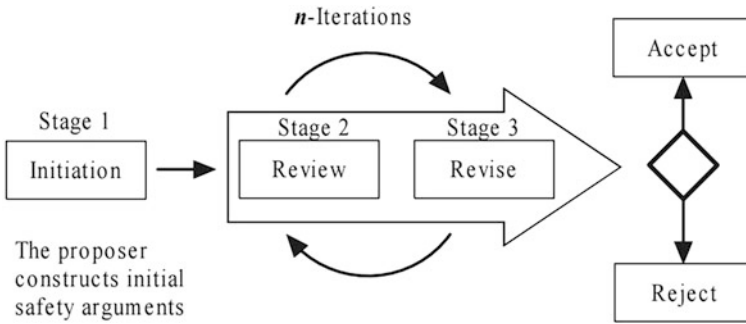 n-Iterations
Accept
Stage 1
Stage 2
Stage 3
Initiation
Review
Revise
The proposer
constructs initial
safety arguments
Reject